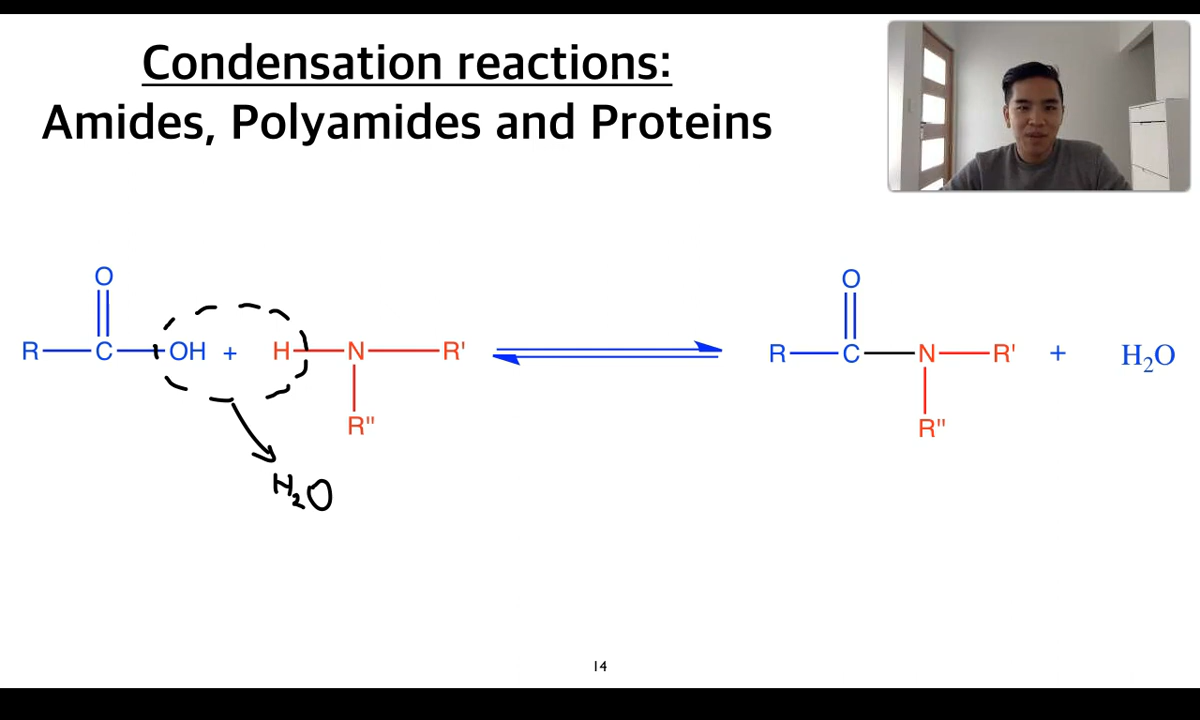 Condensation reactions:
Amides, Polyamides and Proteins
O
O
R C OH + H N R' R C N R' + H₂O
R" R"
H₂O
14